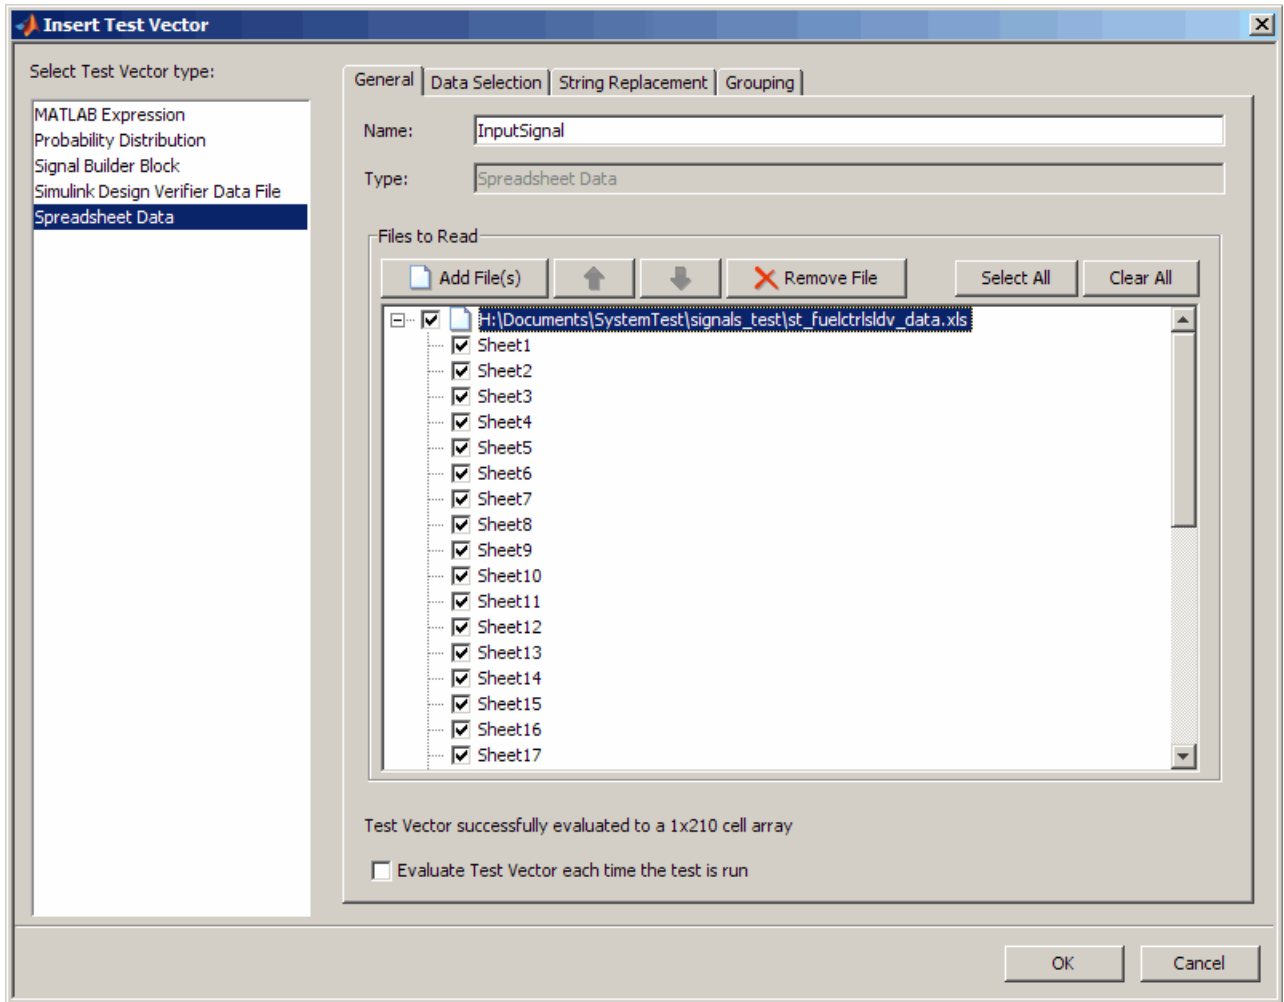 Insert Test Vector
Select Test Vector type:
MATLAB Expression
Probability Distribution
Signal Builder Block
Simulink Design Verifier Data File
Spreadsheet Data
General Data Selection String Replacement Grouping
Name: InputSignal
Type: Spreadsheet Data
Files to Read
Add File(s) Remove File Select All Clear All
H:\Documents\SystemTest\signals_test\st_fuelctrlsldv_data.xls
Sheet1
Sheet2
Sheet3
Sheet4
Sheet5
Sheet6
Sheet7
Sheet8
Sheet9
Sheet10
Sheet11
Sheet12
Sheet13
Sheet14
Sheet15
Sheet16
Sheet17
Test Vector successfully evaluated to a 1x210 cell array
Evaluate Test Vector each time the test is run
OK Cancel